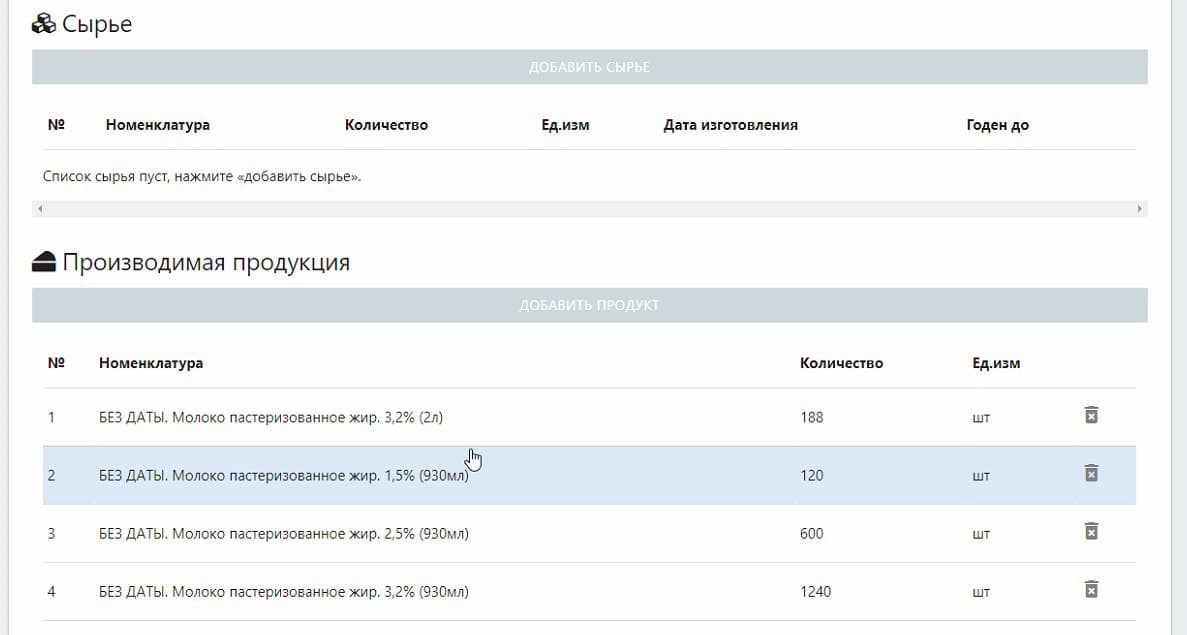 Сырье
ДОБАВИТЬ СЫРЬЕ
№ Номенклатура Количество Ед.изм Дата изготовления Годен до
Список сырья пуст, нажмите «добавить сырье».
Производимая продукция
ДОБАВИТЬ ПРОДУКТ
№ Номенклатура Количество Ед.изм
1 БЕЗ ДАТЫ. Молоко пастеризованное жир. 3,2% (2л) 188 шт
2 БЕЗ ДАТЫ. Молоко пастеризованное жир. 1,5% (930мл) 120 шт
3 БЕЗ ДАТЫ. Молоко пастеризованное жир. 2,5% (930мл) 600 шт
4 БЕЗ ДАТЫ. Молоко пастеризованное жир. 3,2% (930мл) 1240 шт